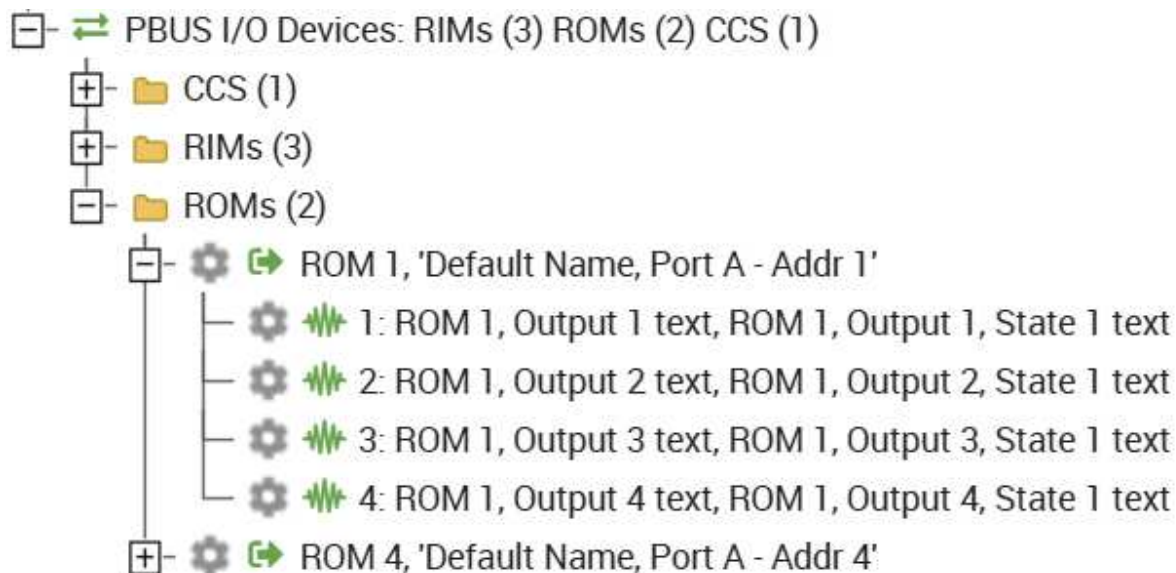 PBUS I/O Devices: RIMs (3) ROMs (2) CCS (1)
CCS (1)
RIMs (3)
ROMs (2)
ROM 1, 'Default Name, Port A - Addr 1'
1: ROM 1, Output 1 text, ROM 1, Output 1, State 1 text
2: ROM 1, Output 2 text, ROM 1, Output 2, State 1 text
3: ROM 1, Output 3 text, ROM 1, Output 3, State 1 text
4: ROM 1, Output 4 text, ROM 1, Output 4, State 1 text
ROM 4, 'Default Name, Port A - Addr 4'